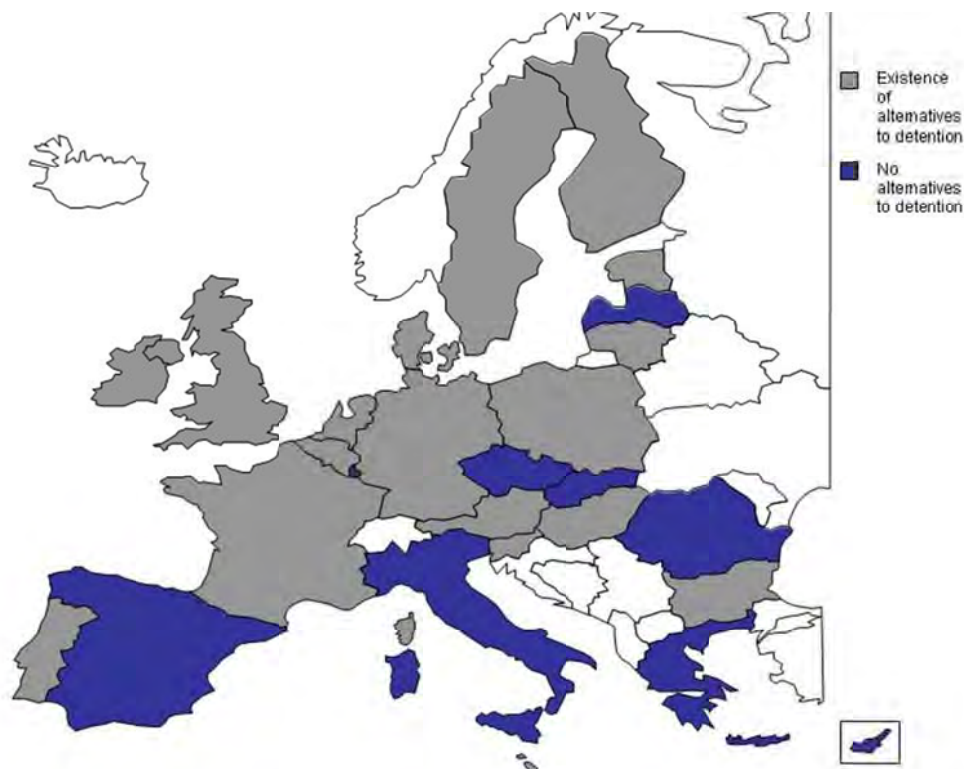 Existence
of
alternatives
to detention
No
alternatives
to detention